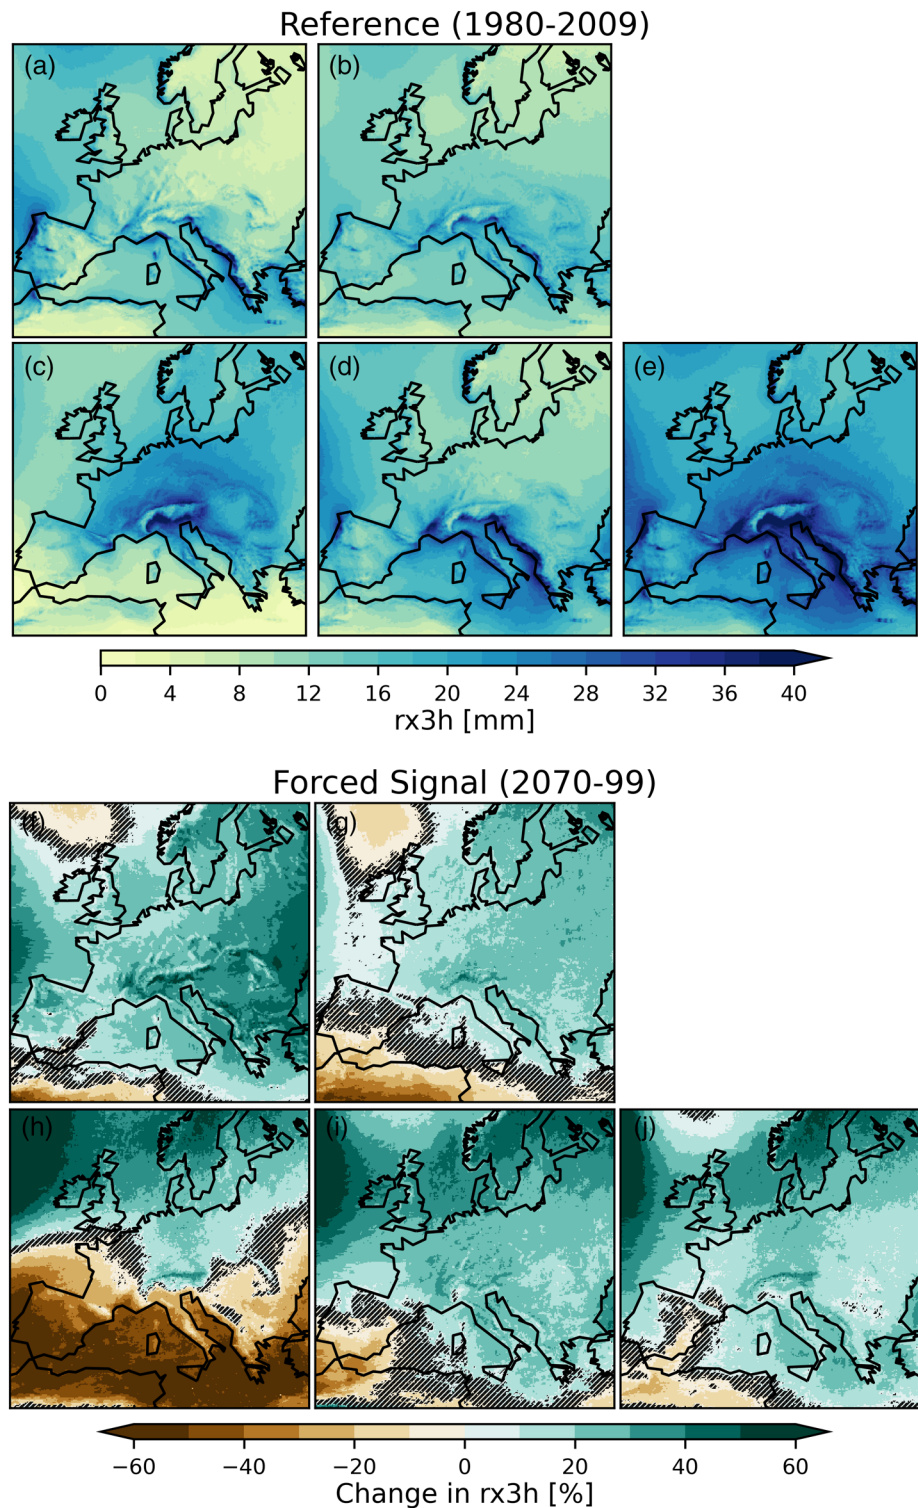 Reference (1980-2009)
(a) (b)
(c) (d) (e)
0 4 8 12 16 20 24 28 32 36 40
rx3h [mm]
Forced Signal (2070-99)
(f) (g)
(h) (i) (j)
−60 −40 −20 0 20 40 60
Change in rx3h [%]